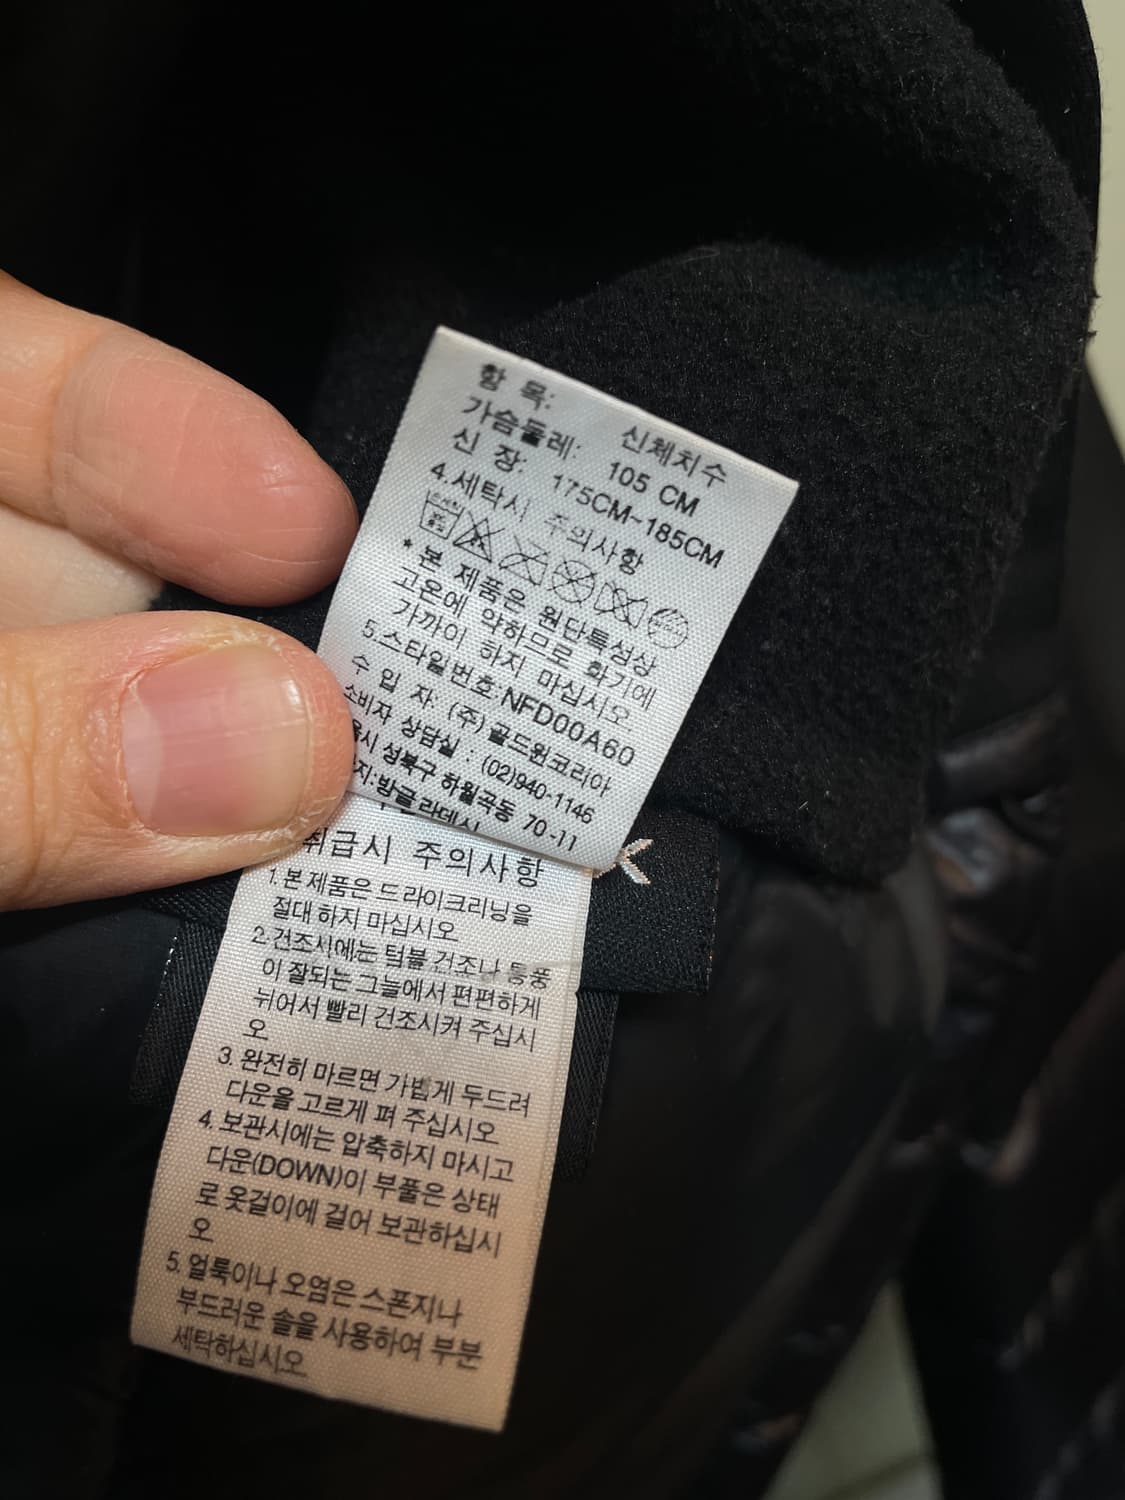 항 목: 신체치수
가슴둘레: 105 CM
신 장: 175CM~185CM
4.세탁시 주의사항
* 본 제품은 원단특성상
고온에 약하므로 화기에
가까이 하지 마십시오
5.스타일번호:NFD00A60
수 입 자: (주)골드윈코리아
소비자 상담실 : (02)940-1146
성북구 하월곡동 70-11
지:방글라데시
취급시 주의사항
1.본 제품은 드라이크리닝을
절대 하지 마십시오
2.건조시에는 텀블 건조나 통풍
이 잘되는 그늘에서 편편하게
뉘어서 빨리 건조시켜 주십시
오
3. 완전히 마르면 가볍게 두드려
다운을 고르게 펴 주십시오
4. 보관시에는 압축하지 마시고
다운(DOWN)이 부풀은 상태
로 옷걸이에 걸어 보관하십시
오
5. 얼룩이나 오염은 스폰지나
부드러운 솔을 사용하여 부분
세탁하십시오
K